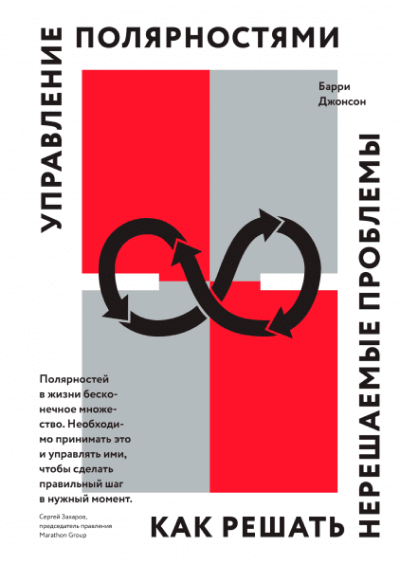 УПРАВЛЕНИЕ
ПОЛЯРНОСТЯМИ
Барри
Джонсон
КАК РЕШАТЬ
НЕРЕШАЕМЫЕ ПРОБЛЕМЫ
Полярностей
в жизни беско-
нечное множе-
ство. Необходи-
мо принимать это
и управлять ими,
чтобы сделать
правильный шаг
в нужный момент.
Сергей Захаров,
председатель правления
Marathon Group